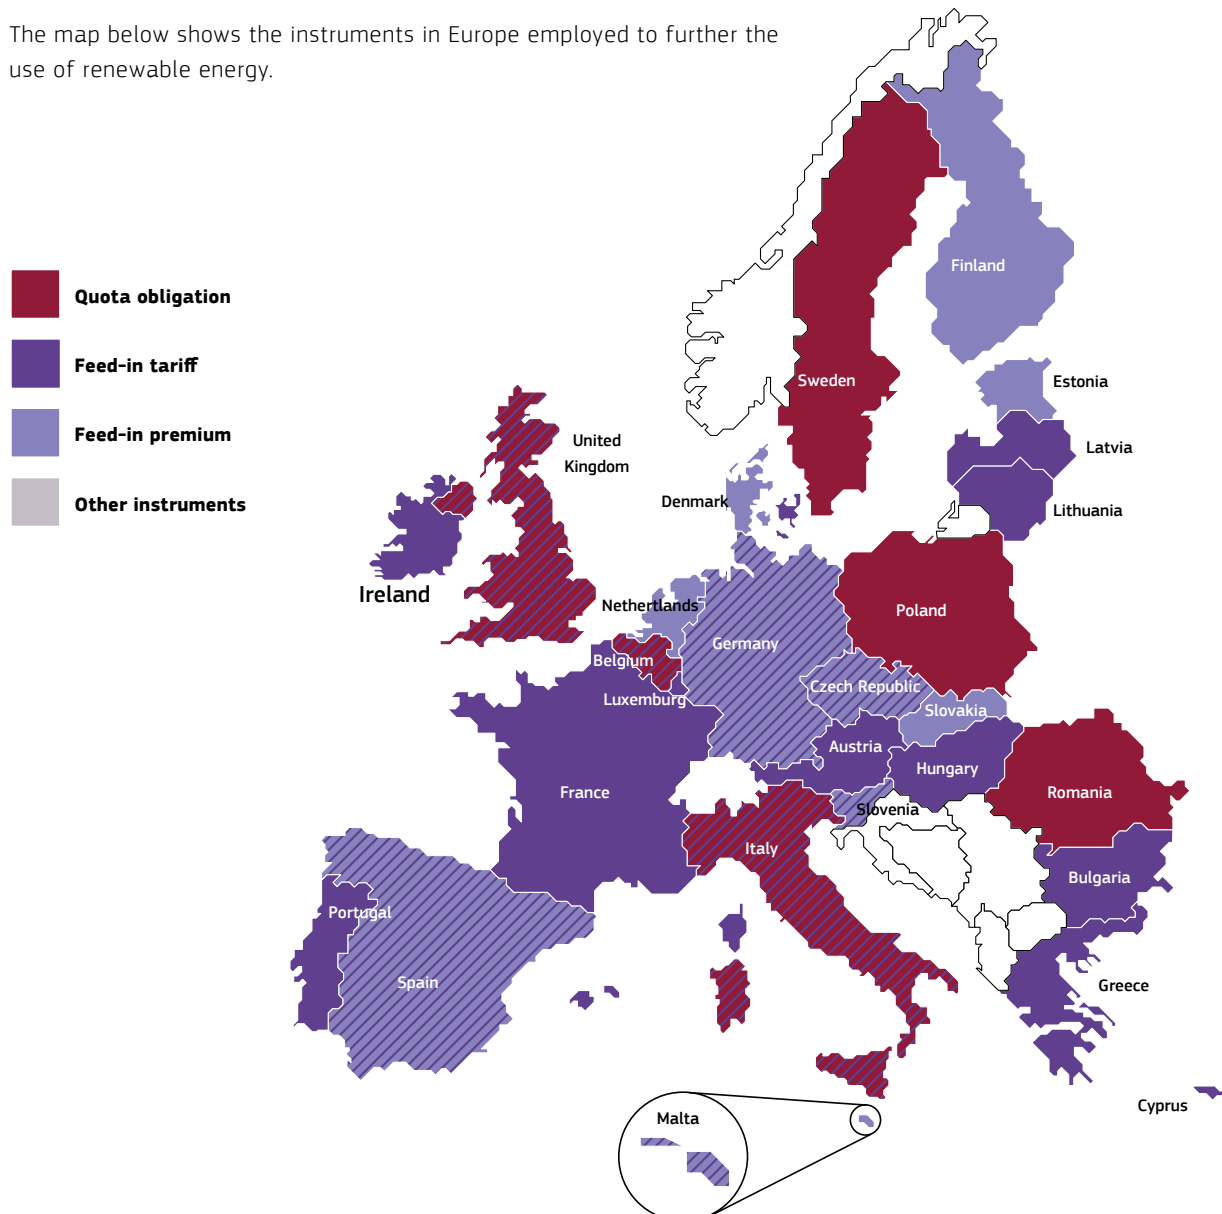 The map below shows the instruments in Europe employed to further the
use of renewable energy.
Quota obligation
Feed-in tariff
Feed-in premium
Other instruments
Finland
Sweden
Estonia
Latvia
Lithuania
United
Kingdom
Denmark
Ireland
Nethertlands
Poland
Germany
Belgium
Czech Republic
Luxemburg
Slovakia
Austria
Hungary
France
Slovenia
Romania
Italy
Bulgaria
Portugal
Spain
Greece
Cyprus
Malta